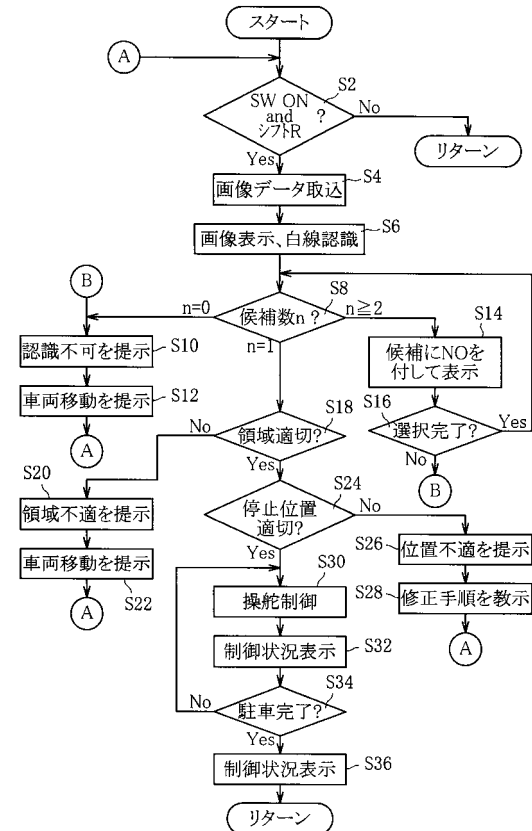 スタート
A
S2
SW ON
and
シフトR
?
No
Yes
リターン
S4
画像データ取込
S6
画像表示、白線認識
B
S8
n=0
候補数n?
n≧2
n=1
S10
認識不可を提示
S12
車両移動を提示
A
S14
候補にNOを
付して表示
S16
選択完了?
Yes
No
B
S18
No
領域適切?
Yes
S20
領域不適を提示
車両移動を提示
S22
A
S24
停止位置
適切?
No
Yes
S26
位置不適を提示
S28
修正手順を教示
A
S30
操舵制御
S32
制御状況表示
S34
No
駐車完了?
Yes
S36
制御状況表示
リターン